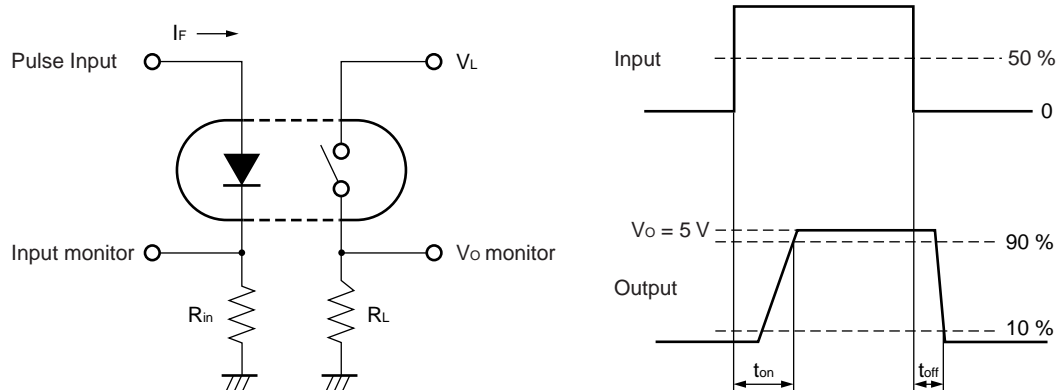 IF
Pulse Input
VL
Input monitor
VO monitor
Rin
RL
Input
50 %
0
VO = 5 V
90 %
Output
10 %
ton
toff